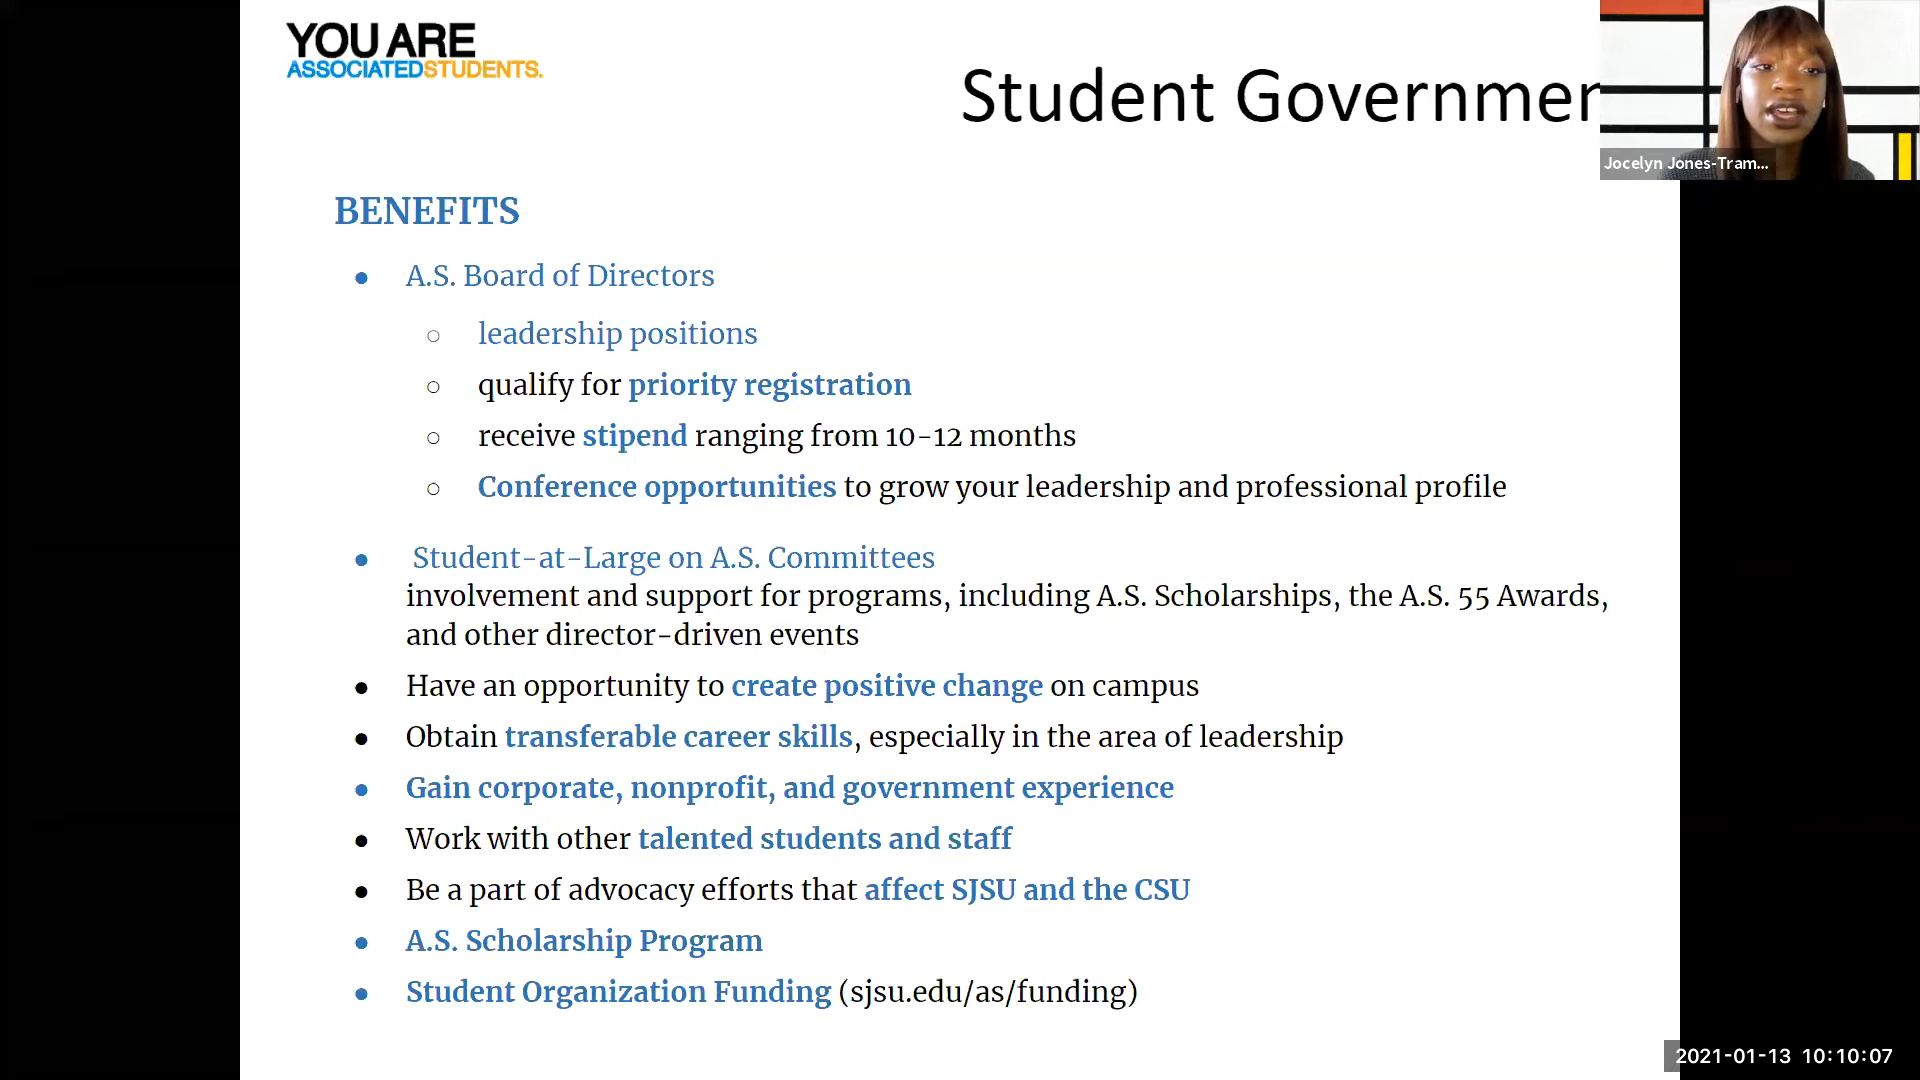 YOU ARE
ASSOCIATEDSTUDENTS.
Student Governmen
Jocelyn Jones-Tram...
BENEFITS
● A.S. Board of Directors
○ leadership positions
○ qualify for priority registration
○ receive stipend ranging from 10-12 months
○ Conference opportunities to grow your leadership and professional profile
● Student-at-Large on A.S. Committees
involvement and support for programs, including A.S. Scholarships, the A.S. 55 Awards,
and other director-driven events
● Have an opportunity to create positive change on campus
● Obtain transferable career skills, especially in the area of leadership
● Gain corporate, nonprofit, and government experience
● Work with other talented students and staff
● Be a part of advocacy efforts that affect SJSU and the CSU
● A.S. Scholarship Program
● Student Organization Funding (sjsu.edu/as/funding)
2021-01-13 10:10:07